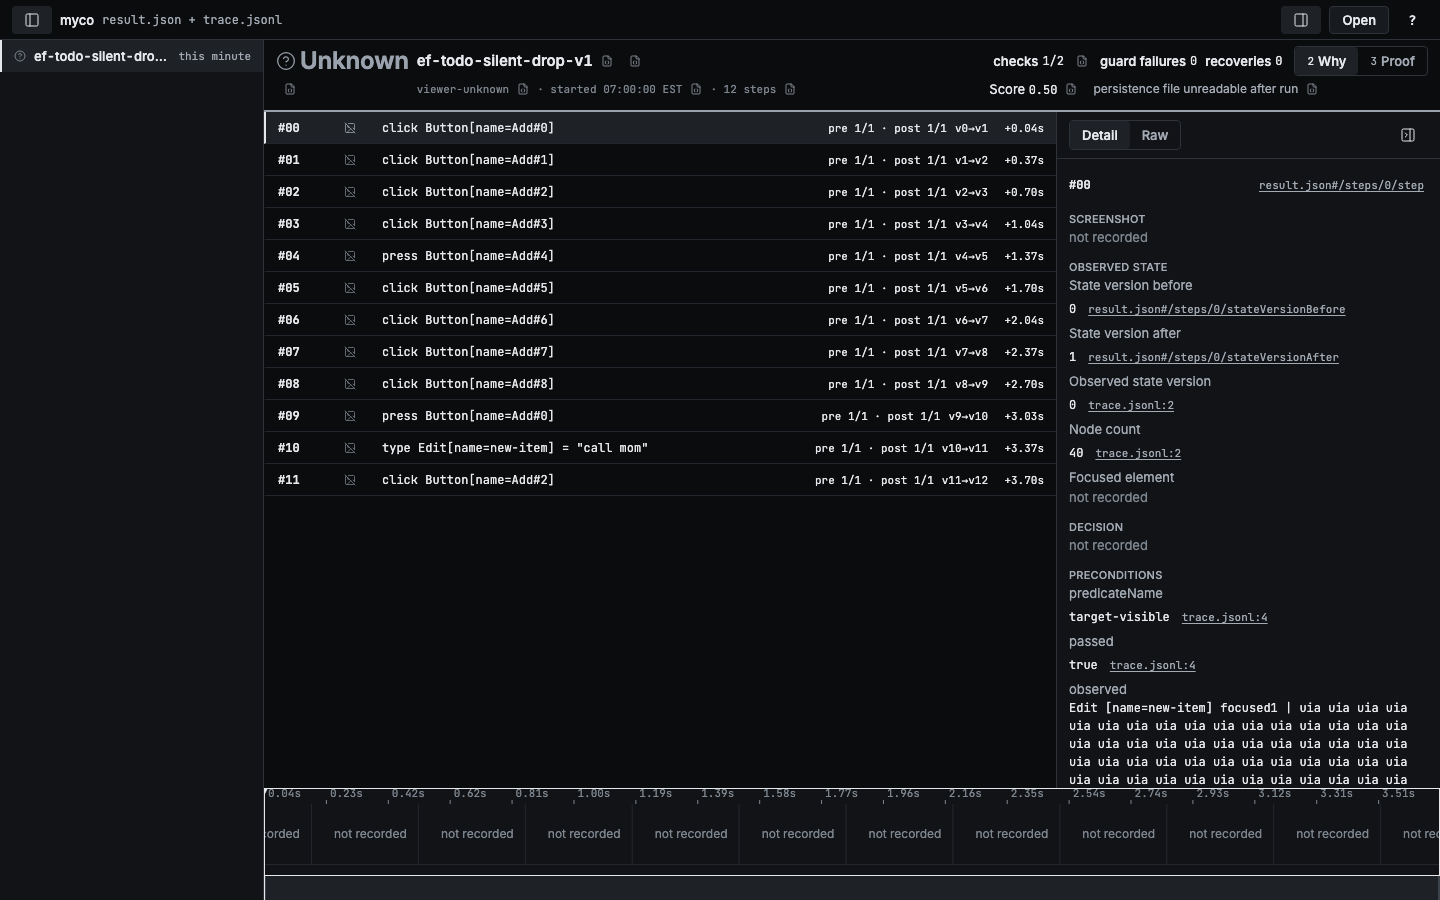 myco result.json + trace.jsonl
Open ?
ef-todo-silent-dro... this minute
Unknown ef-todo-silent-drop-v1
checks 1/2 guard failures 0 recoveries 0
2 Why 3 Proof
viewer-unknown · started 07:00:00 EST · 12 steps
Score 0.50 persistence file unreadable after run
#00 click Button[name=Add#0] pre 1/1 · post 1/1 v0→v1 +0.04s
#01 click Button[name=Add#1] pre 1/1 · post 1/1 v1→v2 +0.37s
#02 click Button[name=Add#2] pre 1/1 · post 1/1 v2→v3 +0.70s
#03 click Button[name=Add#3] pre 1/1 · post 1/1 v3→v4 +1.04s
#04 press Button[name=Add#4] pre 1/1 · post 1/1 v4→v5 +1.37s
#05 click Button[name=Add#5] pre 1/1 · post 1/1 v5→v6 +1.70s
#06 click Button[name=Add#6] pre 1/1 · post 1/1 v6→v7 +2.04s
#07 click Button[name=Add#7] pre 1/1 · post 1/1 v7→v8 +2.37s
#08 click Button[name=Add#8] pre 1/1 · post 1/1 v8→v9 +2.70s
#09 press Button[name=Add#0] pre 1/1 · post 1/1 v9→v10 +3.03s
#10 type Edit[name=new-item] = "call mom" pre 1/1 · post 1/1 v10→v11 +3.37s
#11 click Button[name=Add#2] pre 1/1 · post 1/1 v11→v12 +3.70s
Detail Raw
#00 result.json#/steps/0/step
SCREENSHOT
not recorded
OBSERVED STATE
State version before
0 result.json#/steps/0/stateVersionBefore
State version after
1 result.json#/steps/0/stateVersionAfter
Observed state version
0 trace.jsonl:2
Node count
40 trace.jsonl:2
Focused element
not recorded
DECISION
not recorded
PRECONDITIONS
predicateName
target-visible trace.jsonl:4
passed
true trace.jsonl:4
observed
Edit [name=new-item] focused1 | uia uia uia uia
uia uia uia uia uia uia uia uia uia uia uia uia
uia uia uia uia uia uia uia uia uia uia uia uia
uia uia uia uia uia uia uia uia uia uia uia uia
uia uia uia uia uia uia uia uia uia uia uia uia
0.04s 0.23s 0.42s 0.62s 0.81s 1.00s 1.19s 1.39s 1.58s 1.77s 1.96s 2.16s 2.35s 2.54s 2.74s 2.93s 3.12s 3.31s 3.51s
orded not recorded not recorded not recorded not recorded not recorded not recorded not recorded not recorded not recorded not recorded not rec